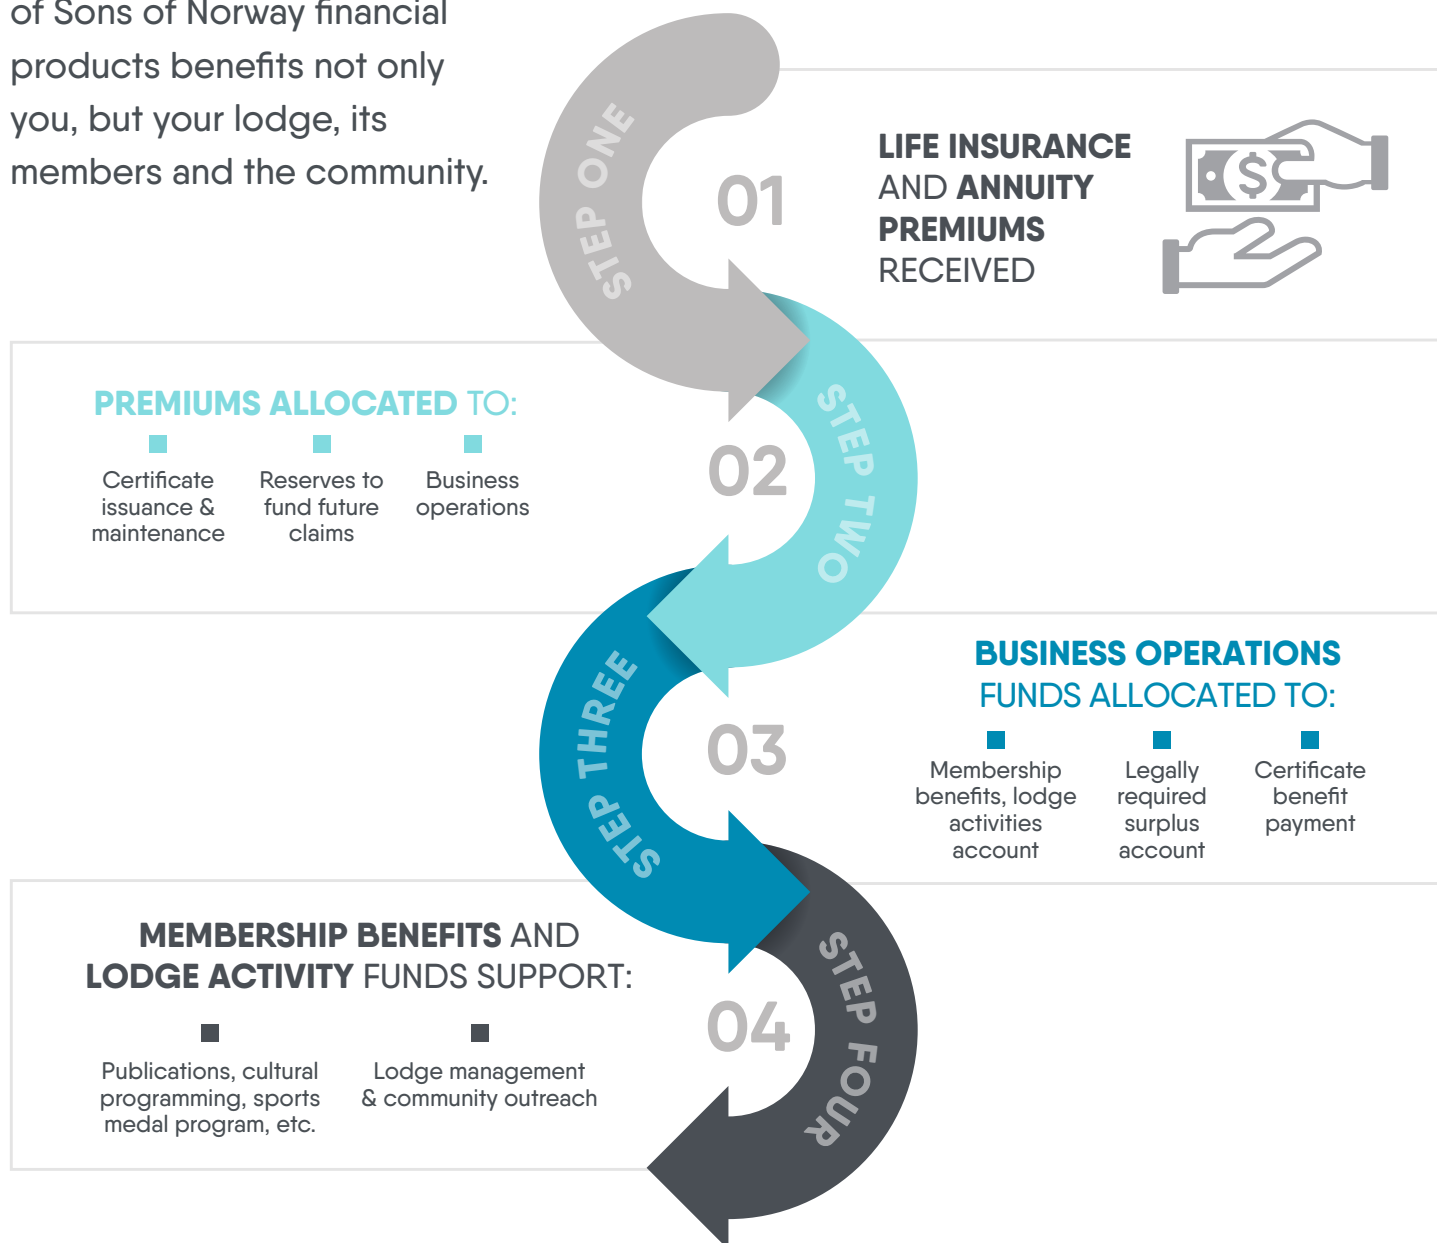 of Sons of Norway financial
products benefits not only
you, but your lodge, its
members and the community.
STEP ONE
01
LIFE INSURANCE
AND ANNUITY
PREMIUMS
RECEIVED
$
PREMIUMS ALLOCATED TO:
Certificate
issuance &
maintenance
Reserves to
fund future
claims
Business
operations
02
STEP TWO
STEP THREE
03
BUSINESS OPERATIONS
FUNDS ALLOCATED TO:
Membership
benefits, lodge
activities
account
Legally
required
surplus
account
Certificate
benefit
payment
MEMBERSHIP BENEFITS AND
LODGE ACTIVITY FUNDS SUPPORT:
Publications, cultural
programming, sports
medal program, etc.
Lodge management
& community outreach
04
STEP FOUR